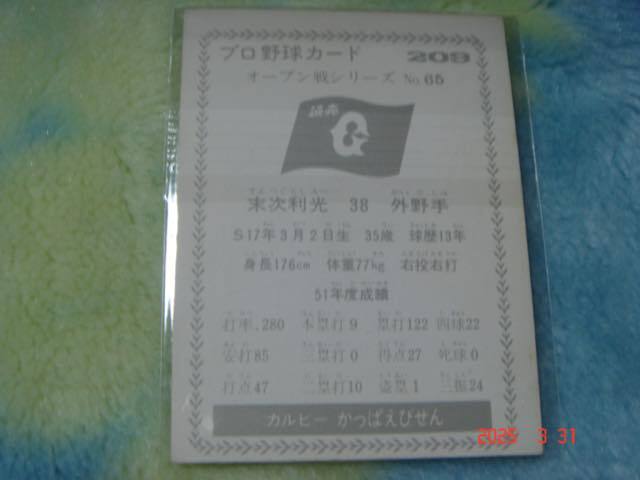 プロ野球カード 209
オープン戦シリーズ No.65
読売
G
末次利光 38 外野手
S17年3月2日生 35歳 球歴13年
身長176cm 体重77kg 右投右打
51年度成績
打率.280 本塁打9 塁打122 四球22
安打85 三塁打0 得点27 死球0
打点47 二塁打10 盗塁1 三振24
カルビー かっぱえびせん
2025 3 31